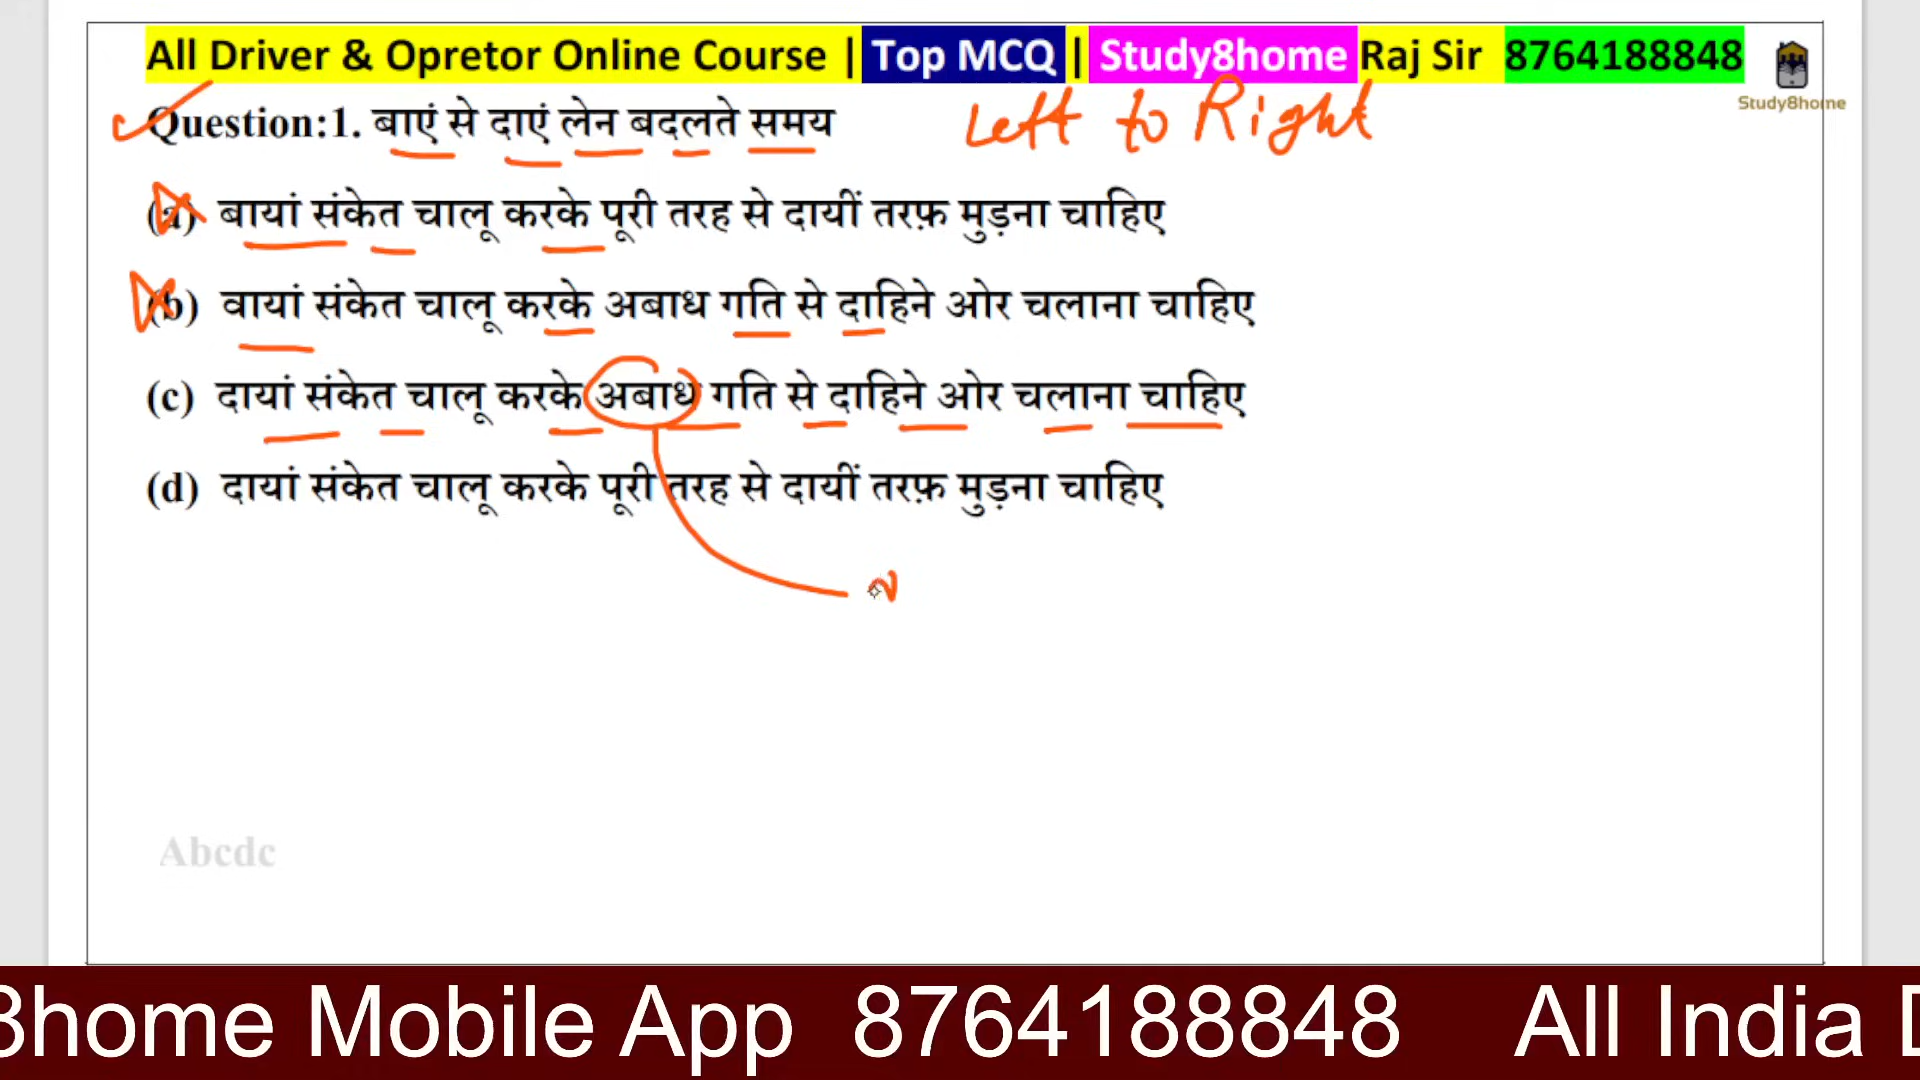 All Driver & Opretor Online Course | Top MCQ | Study8home Raj Sir 8764188848
Study8home
Question:1. बाएं से दाएं लेन बदलते समय
Left to Right
(a) बायां संकेत चालू करके पूरी तरह से दायीं तरफ़ मुड़ना चाहिए
(b) वायां संकेत चालू करके अबाध गति से दाहिने ओर चलाना चाहिए
(c) दायां संकेत चालू करके अबाध गति से दाहिने ओर चलाना चाहिए
(d) दायां संकेत चालू करके पूरी तरह से दायीं तरफ़ मुड़ना चाहिए
Abcdc
8home Mobile App 8764188848 All India